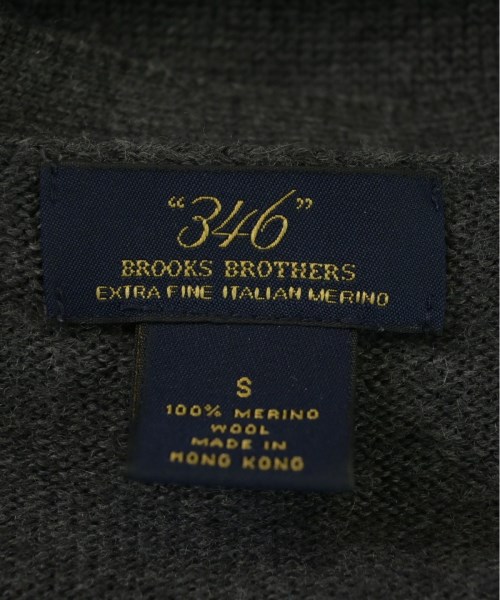 "346"
BROOKS BROTHERS
EXTRA FINE ITALIAN MERINO
S
100% MERINO
WOOL
MADE IN
HONG KONG